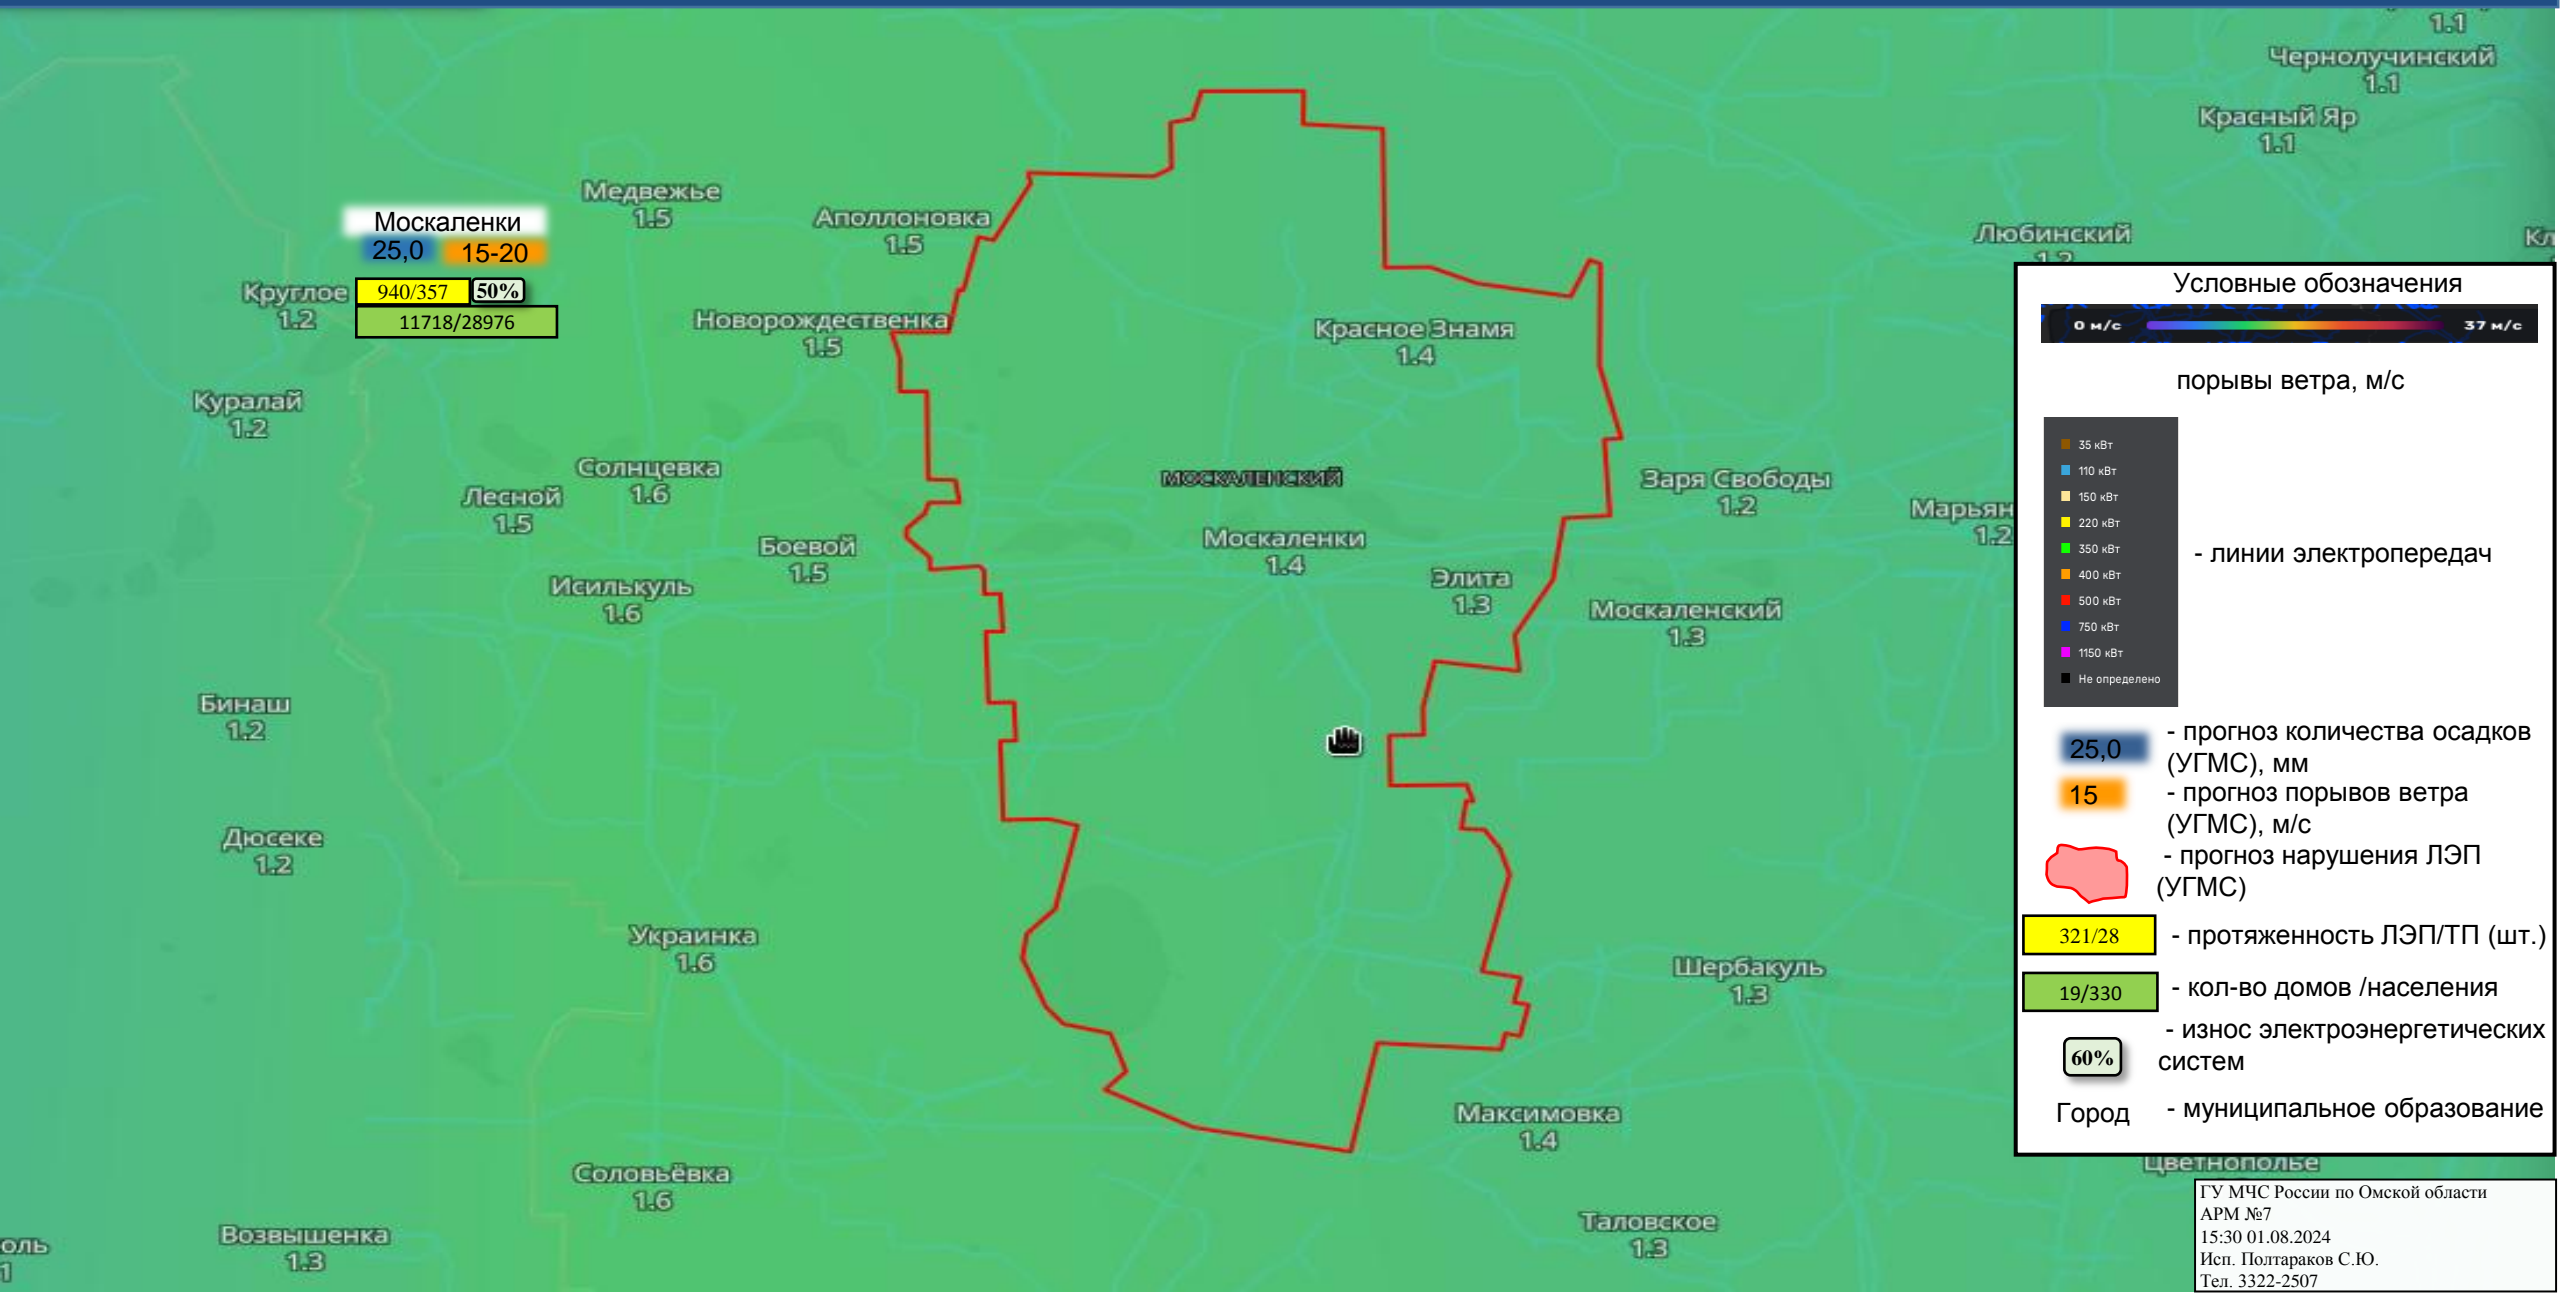 1.1
Чернолучинский
1.1
Красный Яр
1.1
Медвежье
1.5
Аполлоновка
1.5
Любинский
1.2
Кл
Москаленки
25,0 15-20
Круглое
1.2
940/357 50%
11718/28976
Новорождественка
1.5
Красное Знамя
1.4
Куралай
1.2
Солнцевка
1.6
Лесной
1.5
МОСКАЛЕНСКИЙ
Заря Свободы
1.2
Марьян
1.2
Боевой
1.5
Москаленки
1.4
Исилькуль
1.6
Элита
1.3
Москаленский
1.3
Бинаш
1.2
Дюсеке
1.2
Украинка
1.6
Шербакуль
1.3
Максимовка
1.4
Соловьёвка
1.6
Цветнополье
Таловское
1.3
Возвышенка
1.3
оль
1
Условные обозначения
0 м/с 37 м/с
порывы ветра, м/с
35 кВт
110 кВт
150 кВт
220 кВт
350 кВт
400 кВт
500 кВт
750 кВт
1150 кВт
Не определено
- линии электропередач
25,0 - прогноз количества осадков
(УГМС), мм
15 - прогноз порывов ветра
(УГМС), м/с
- прогноз нарушения ЛЭП
(УГМС)
321/28 - протяженность ЛЭП/ТП (шт.)
19/330 - кол-во домов /населения
- износ электроэнергетических
60% систем
Город - муниципальное образование
ГУ МЧС России по Омской области
АРМ №7
15:30 01.08.2024
Исп. Полтараков С.Ю.
Тел. 3322-2507